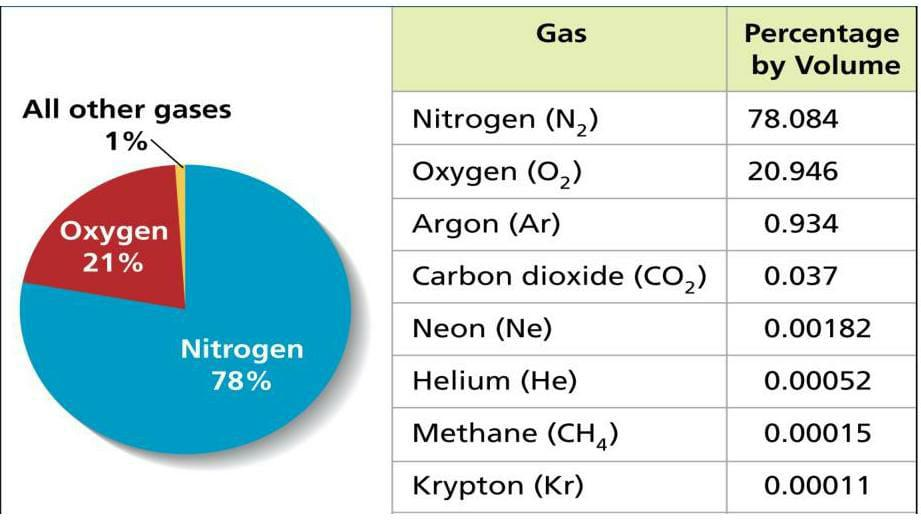 All other gases
1%
Oxygen
21%
Nitrogen
78%
Gas
Percentage
by Volume
Nitrogen (N₂)
78.084
Oxygen (O₂)
20.946
Argon (Ar)
0.934
Carbon dioxide (CO₂)
0.037
Neon (Ne)
0.00182
Helium (He)
0.00052
Methane (CH₄)
0.00015
Krypton (Kr)
0.00011